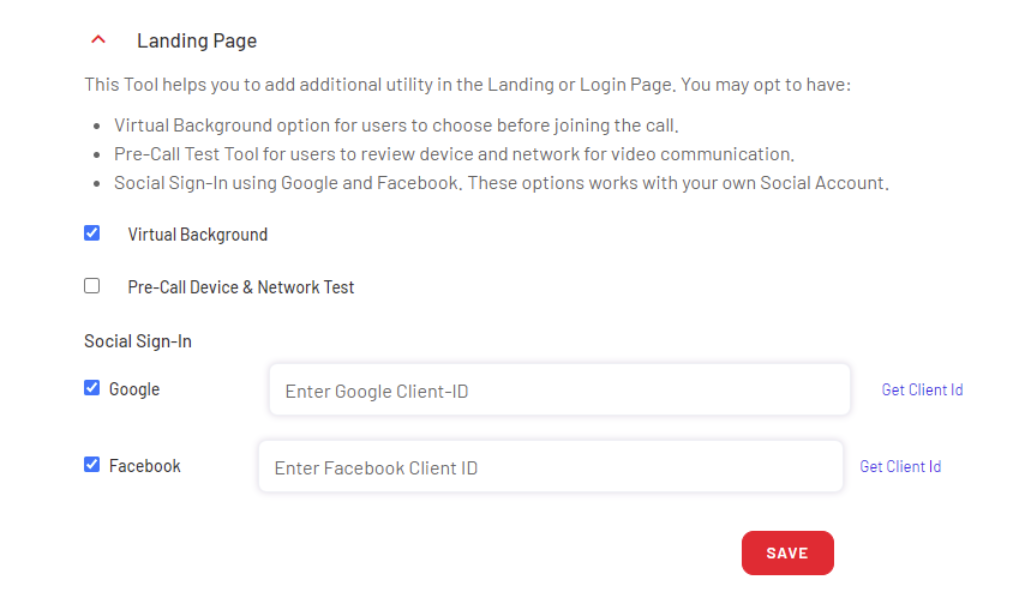 Landing Page
This Tool helps you to add additional utility in the Landing or Login Page. You may opt to have:
• Virtual Background option for users to choose before joining the call.
• Pre-Call Test Tool for users to review device and network for video communication.
• Social Sign-In using Google and Facebook. These options works with your own Social Account.
Virtual Background
Pre-Call Device & Network Test
Social Sign-In
Google Enter Google Client-ID Get Client Id
Facebook Enter Facebook Client ID Get Client Id
SAVE